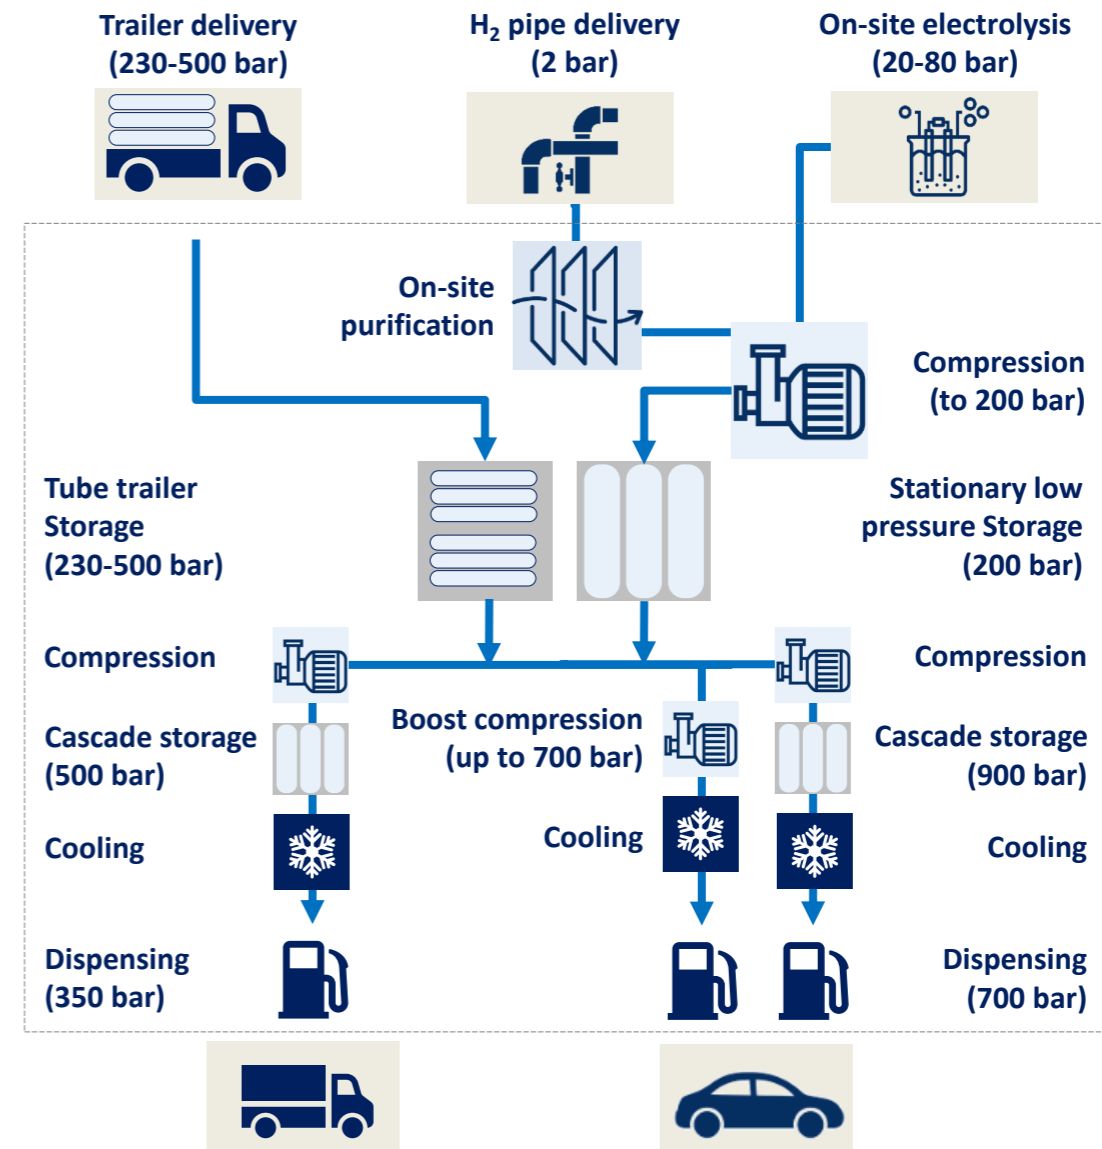 Trailer delivery
(230-500 bar)
H₂ pipe delivery
(2 bar)
On-site electrolysis
(20-80 bar)
On-site
purification
Compression
(to 200 bar)
Tube trailer
Storage
(230-500 bar)
Stationary low
pressure Storage
(200 bar)
Compression
Compression
Cascade storage
(500 bar)
Boost compression
(up to 700 bar)
Cascade storage
(900 bar)
Cooling
Cooling
Cooling
Dispensing
(350 bar)
Dispensing
(700 bar)